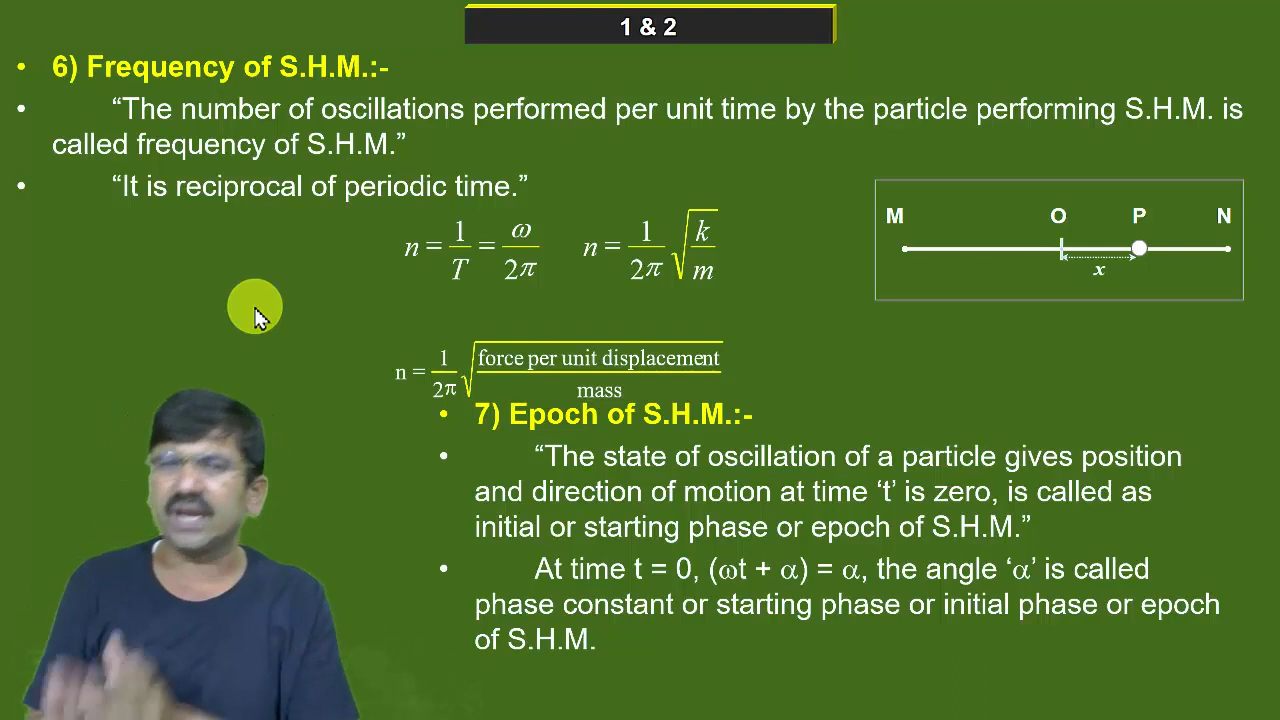 1 & 2
• 6) Frequency of S.H.M.:-
• “The number of oscillations performed per unit time by the particle performing S.H.M. is
called frequency of S.H.M.”
• “It is reciprocal of periodic time.”
n = 1/T = ω/2π n = 1/2π √k/m
M O P N
x
n = 1/2π √force per unit displacement/mass
• 7) Epoch of S.H.M.:-
• “The state of oscillation of a particle gives position
and direction of motion at time ‘t’ is zero, is called as
initial or starting phase or epoch of S.H.M.”
• At time t = 0, (ωt + α) = α, the angle ‘α’ is called
phase constant or starting phase or initial phase or epoch
of S.H.M.